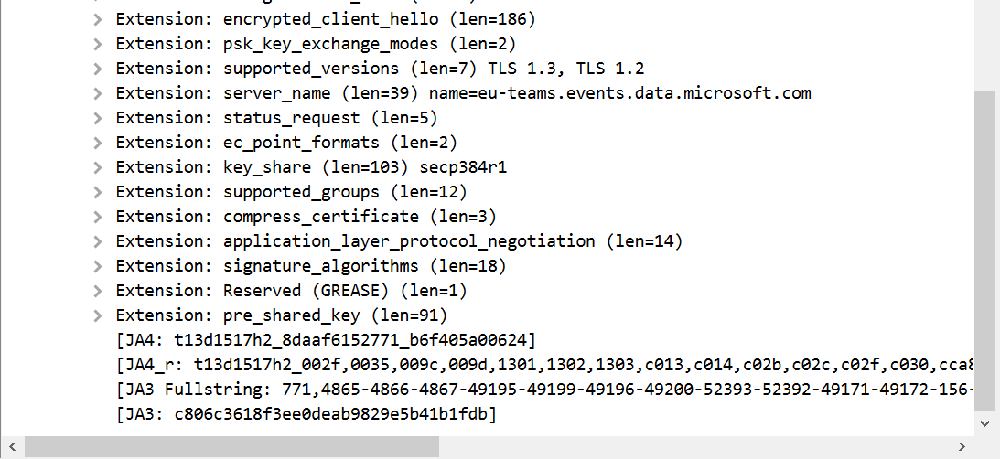 Extension: encrypted_client_hello (len=186)
Extension: psk_key_exchange_modes (len=2)
Extension: supported_versions (len=7) TLS 1.3, TLS 1.2
Extension: server_name (len=39) name=eu-teams.events.data.microsoft.com
Extension: status_request (len=5)
Extension: ec_point_formats (len=2)
Extension: key_share (len=103) secp384r1
Extension: supported_groups (len=12)
Extension: compress_certificate (len=3)
Extension: application_layer_protocol_negotiation (len=14)
Extension: signature_algorithms (len=18)
Extension: Reserved (GREASE) (len=1)
Extension: pre_shared_key (len=91)
[JA4: t13d1517h2_8daaf6152771_b6f405a00624]
[JA4_r: t13d1517h2_002f,0035,009c,009d,1301,1302,1303,c013,c014,c02b,c02c,c02f,c030,cca8
[JA3 Fullstring: 771,4865-4866-4867-49195-49199-49196-49200-52393-52392-49171-49172-156-
[JA3: c806c3618f3ee0deab9829e5b41b1fdb]